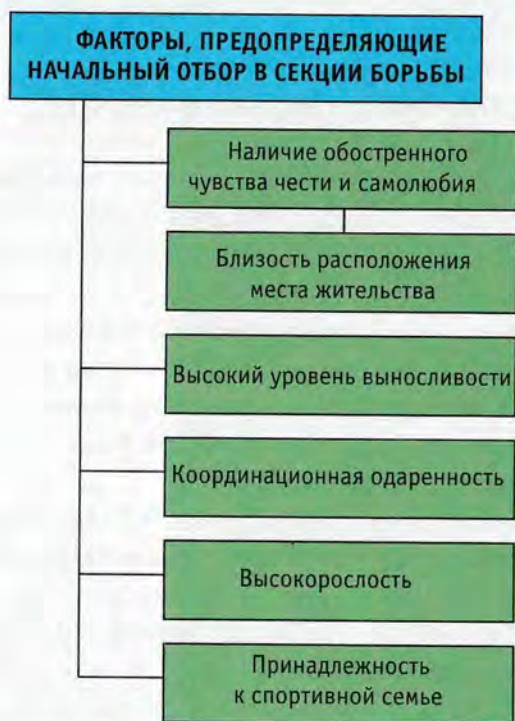 ФАКТОРЫ, ПРЕДОПРЕДЕЛЯЮЩИЕ
НАЧАЛЬНЫЙ ОТБОР В СЕКЦИИ БОРЬБЫ
Наличие обостренного
чувства чести и самолюбия
Близость расположения
места жительства
Высокий уровень выносливости
Координационная одаренность
Высокорослость
Принадлежность
к спортивной семье